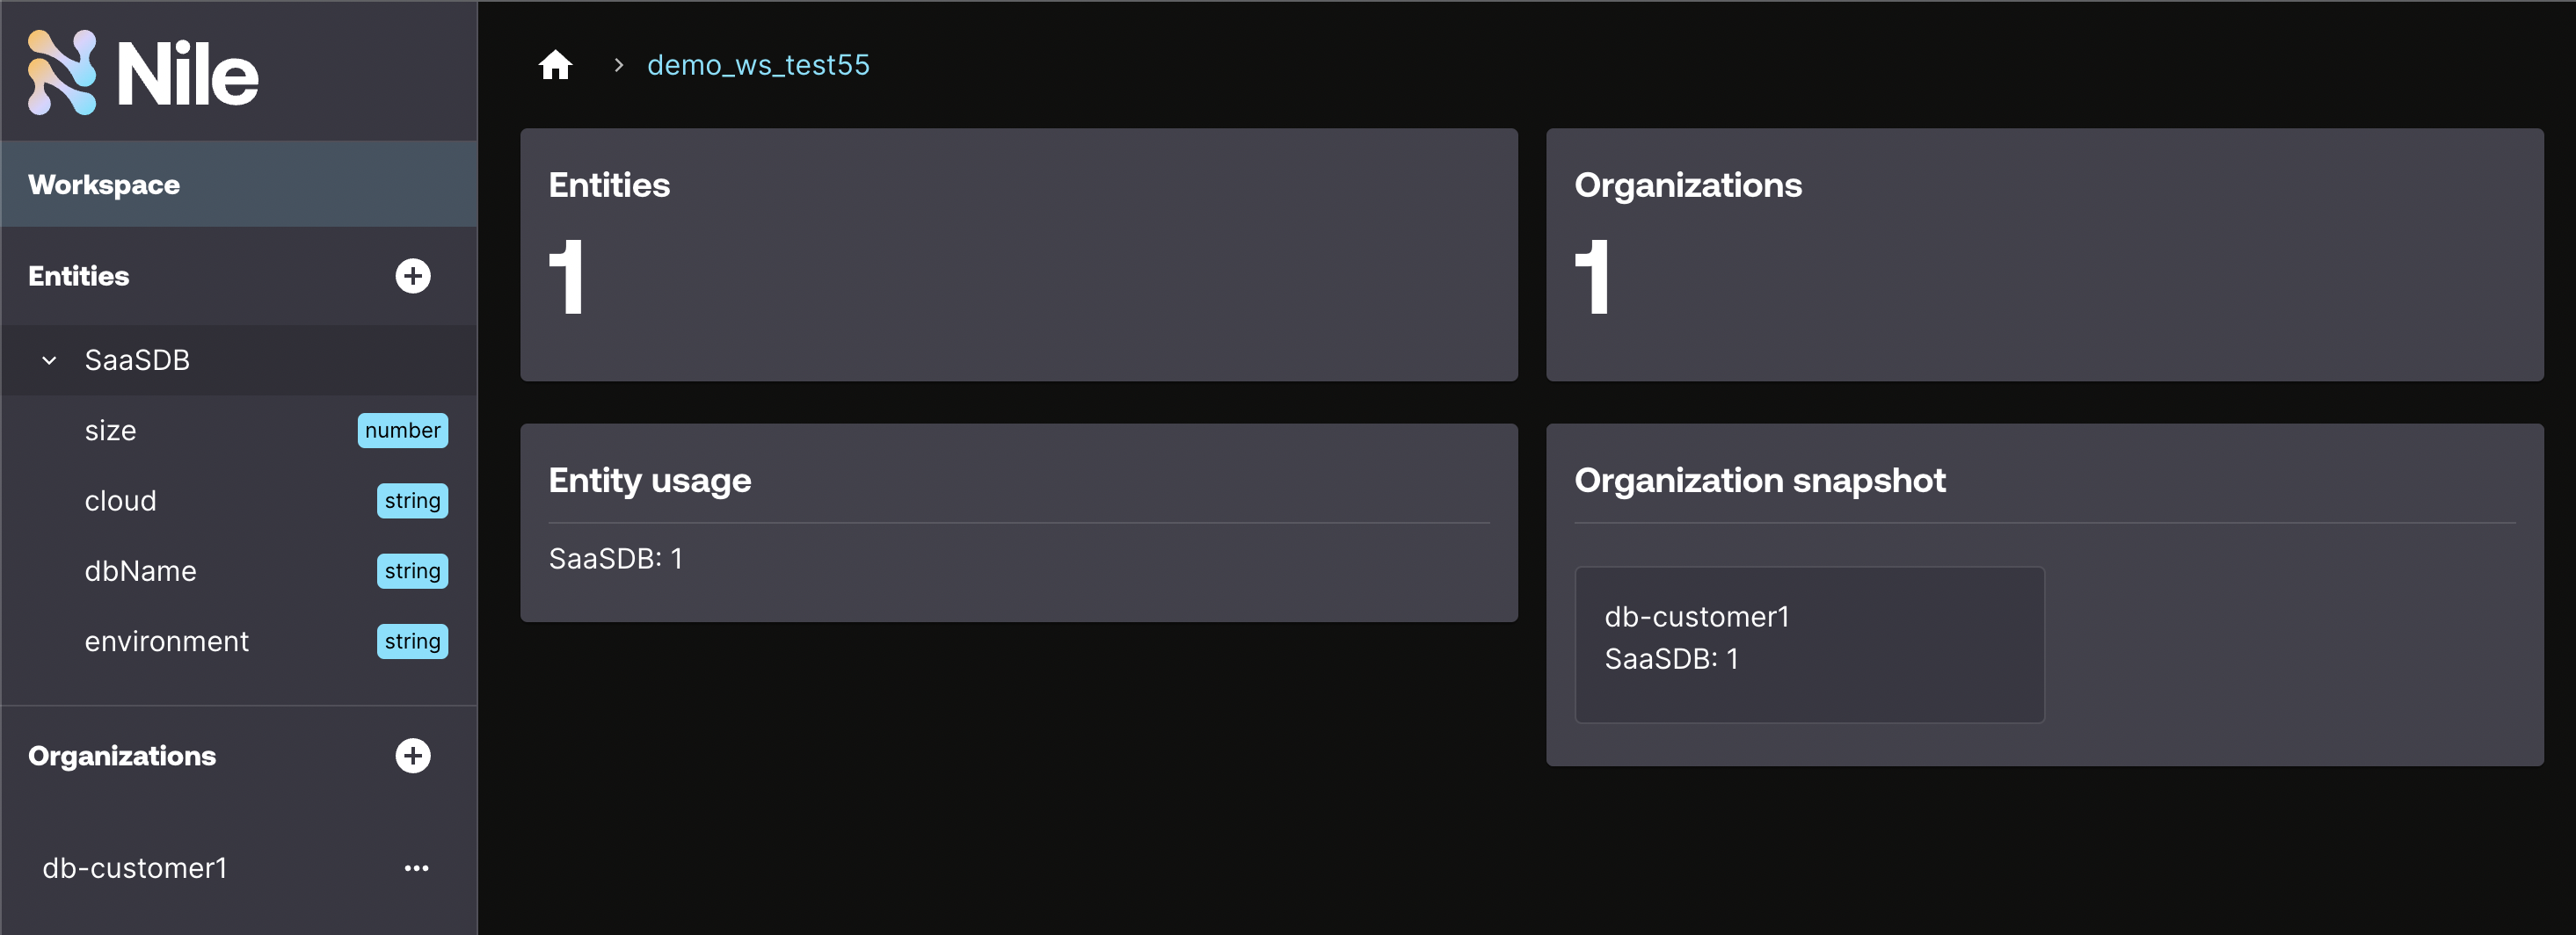 Nile
Workspace
Entities
SaaSDB
size number
cloud string
dbName string
environment string
Organizations
db-customer1
demo_ws_test55
Entities
1
Organizations
1
Entity usage
SaaSDB: 1
Organization snapshot
db-customer1
SaaSDB: 1